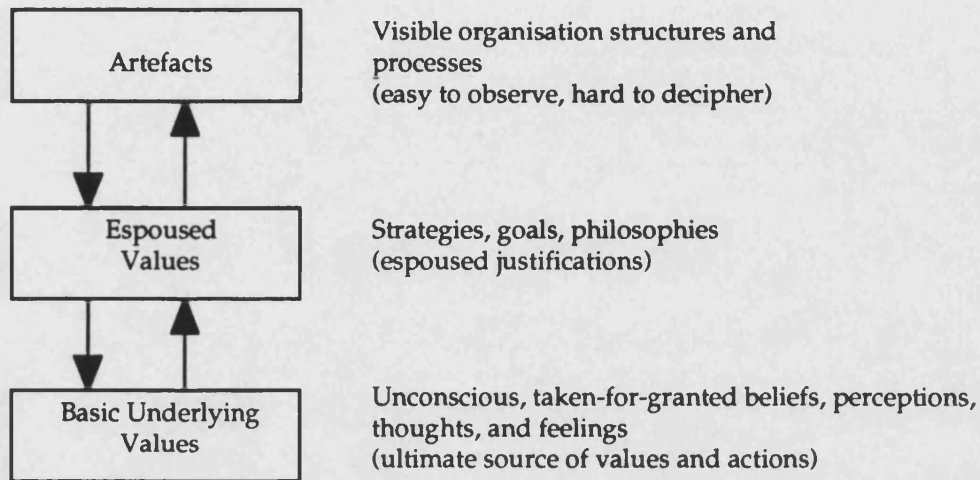 Artefacts
Visible organisation structures and
processes
(easy to observe, hard to decipher)
Espoused
Values
Strategies, goals, philosophies
(espoused justifications)
Basic Underlying
Values
Unconscious, taken-for-granted beliefs, perceptions,
thoughts, and feelings
(ultimate source of values and actions)